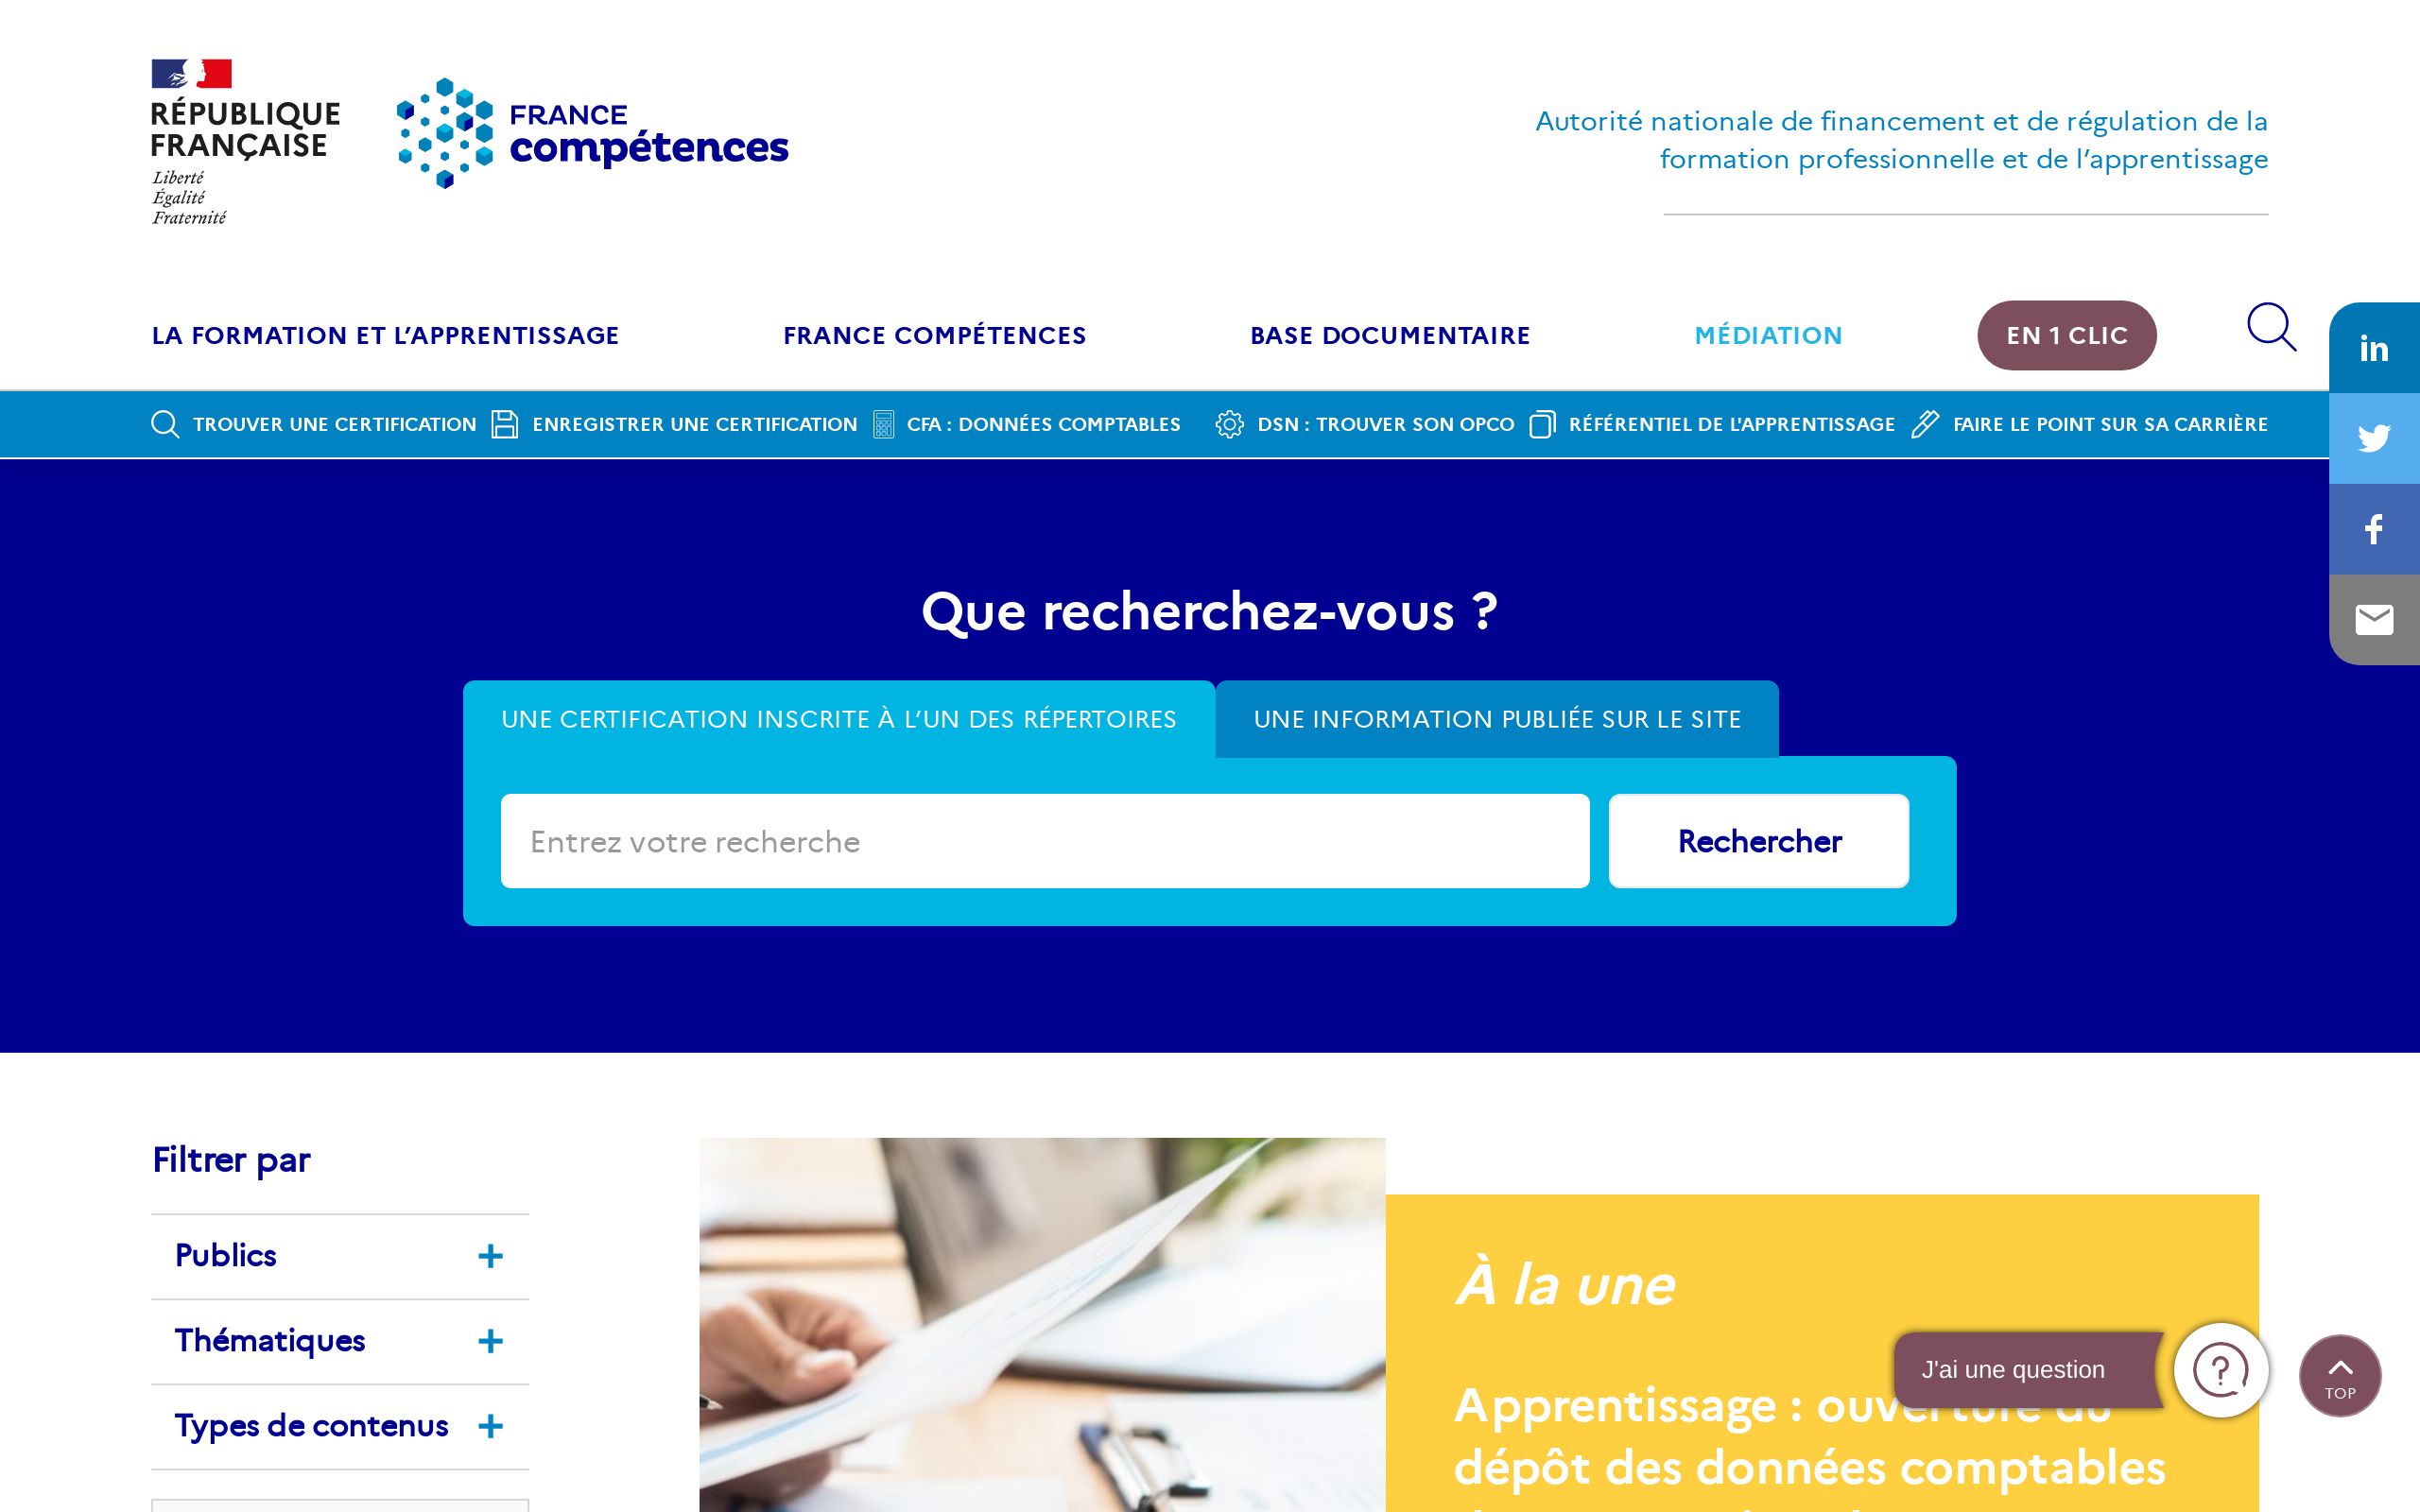 RÉPUBLIQUE
FRANÇAISE
Liberté
Égalité
Fraternité
FRANCE
compétences
Autorité nationale de financement et de régulation de la
formation professionnelle et de l’apprentissage
LA FORMATION ET L’APPRENTISSAGE
FRANCE COMPÉTENCES
BASE DOCUMENTAIRE
MÉDIATION
EN 1 CLIC
in
f
TROUVER UNE CERTIFICATION
ENREGISTRER UNE CERTIFICATION
CFA : DONNÉES COMPTABLES
DSN : TROUVER SON OPCO
RÉFÉRENTIEL DE L'APPRENTISSAGE
FAIRE LE POINT SUR SA CARRIÈRE
Que recherchez-vous ?
UNE CERTIFICATION INSCRITE À L’UN DES RÉPERTOIRES
UNE INFORMATION PUBLIÉE SUR LE SITE
Entrez votre recherche
Rechercher
Filtrer par
Publics
Thématiques
Types de contenus
À la une
Apprentissage : ouverture du
dépôt des données comptables
J'ai une question
TOP